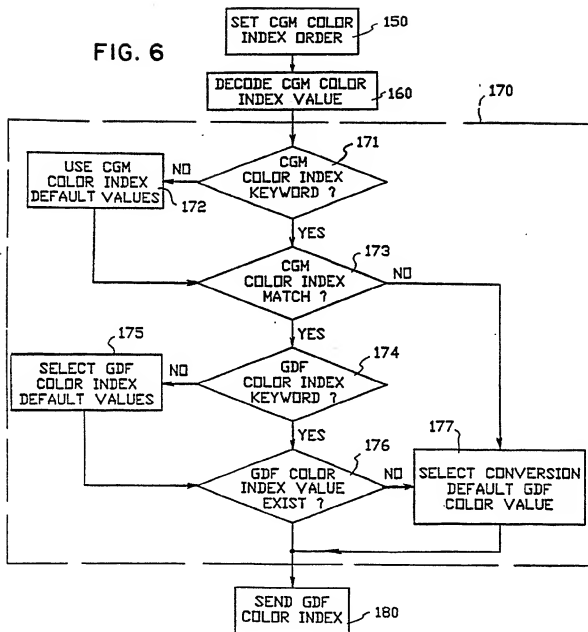 FIG. 6
SET CGM COLOR
INDEX ORDER
150
DECODE CGM COLOR
INDEX VALUE
160
170
171
CGM
COLOR INDEX
KEYWORD ?
NO
USE CGM
COLOR INDEX
DEFAULT VALUES
172
YES
173
CGM
COLOR INDEX
MATCH ?
NO
YES
175
174
GDF
COLOR INDEX
KEYWORD ?
NO
SELECT GDF
COLOR INDEX
DEFAULT VALUES
YES
176
GDF COLOR
INDEX VALUE
EXIST ?
NO
177
SELECT CONVERSION
DEFAULT GDF
COLOR VALUE
YES
SEND GDF
COLOR INDEX
180